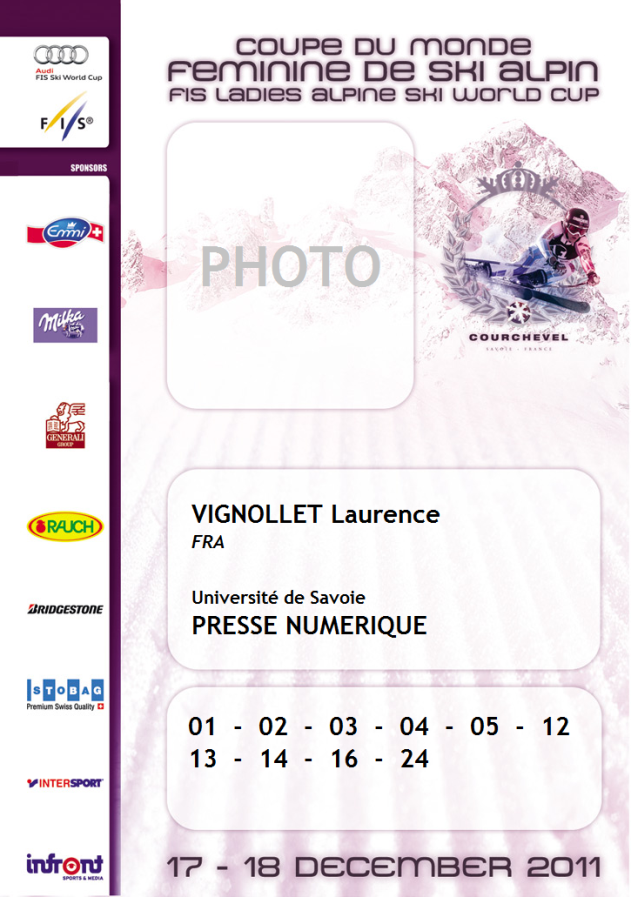 COUPE DU MONDE
FEMININE DE SKI ALPIN
FIS LADIES ALPINE SKI WORLD CUP
Audi
FIS Ski World Cup
F/I/S®
SPONSORS
Emmi
Milka
GENERALI
GROUP
RAUCH
BRIDGESTONE
STOBAG
Premium Swiss Quality
INTERSPORT
infront
SPORTS & MEDIA
PHOTO
COURCHEVEL
SAVOIE - FRANCE
VIGNOLLET Laurence
FRA
Université de Savoie
PRESSE NUMERIQUE
01 - 02 - 03 - 04 - 05 - 12
13 - 14 - 16 - 24
17 - 18 DECEMBER 2011